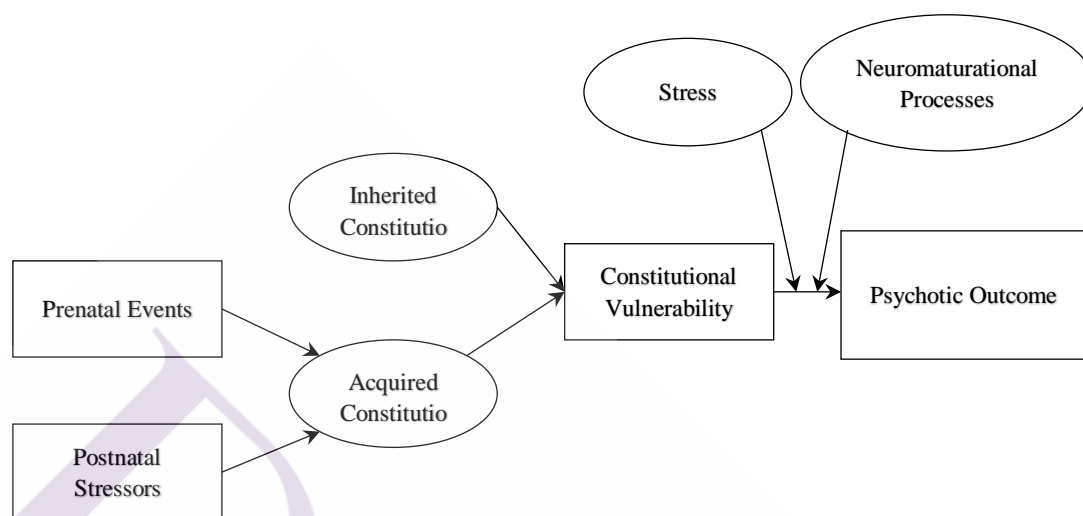 Stress
Neuromaturational
Processes
Inherited
Constitutio
Constitutional
Vulnerability
Psychotic Outcome
Prenatal Events
Acquired
Constitutio
Postnatal
Stressors